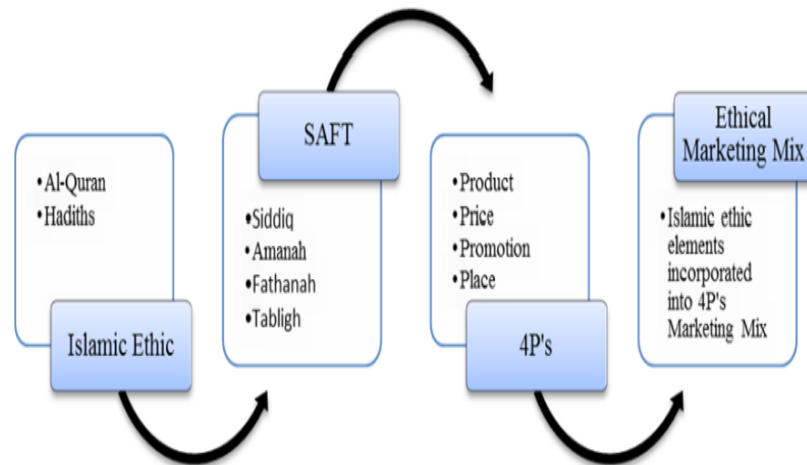 •Al-Quran
•Hadiths
Islamic Ethic
SAFT
•Siddiq
•Amanah
•Fathanah
•Tabligh
•Product
•Price
•Promotion
•Place
4P's
Ethical
Marketing Mix
•Islamic ethic
elements
incorporated
into 4P's
Marketing Mix